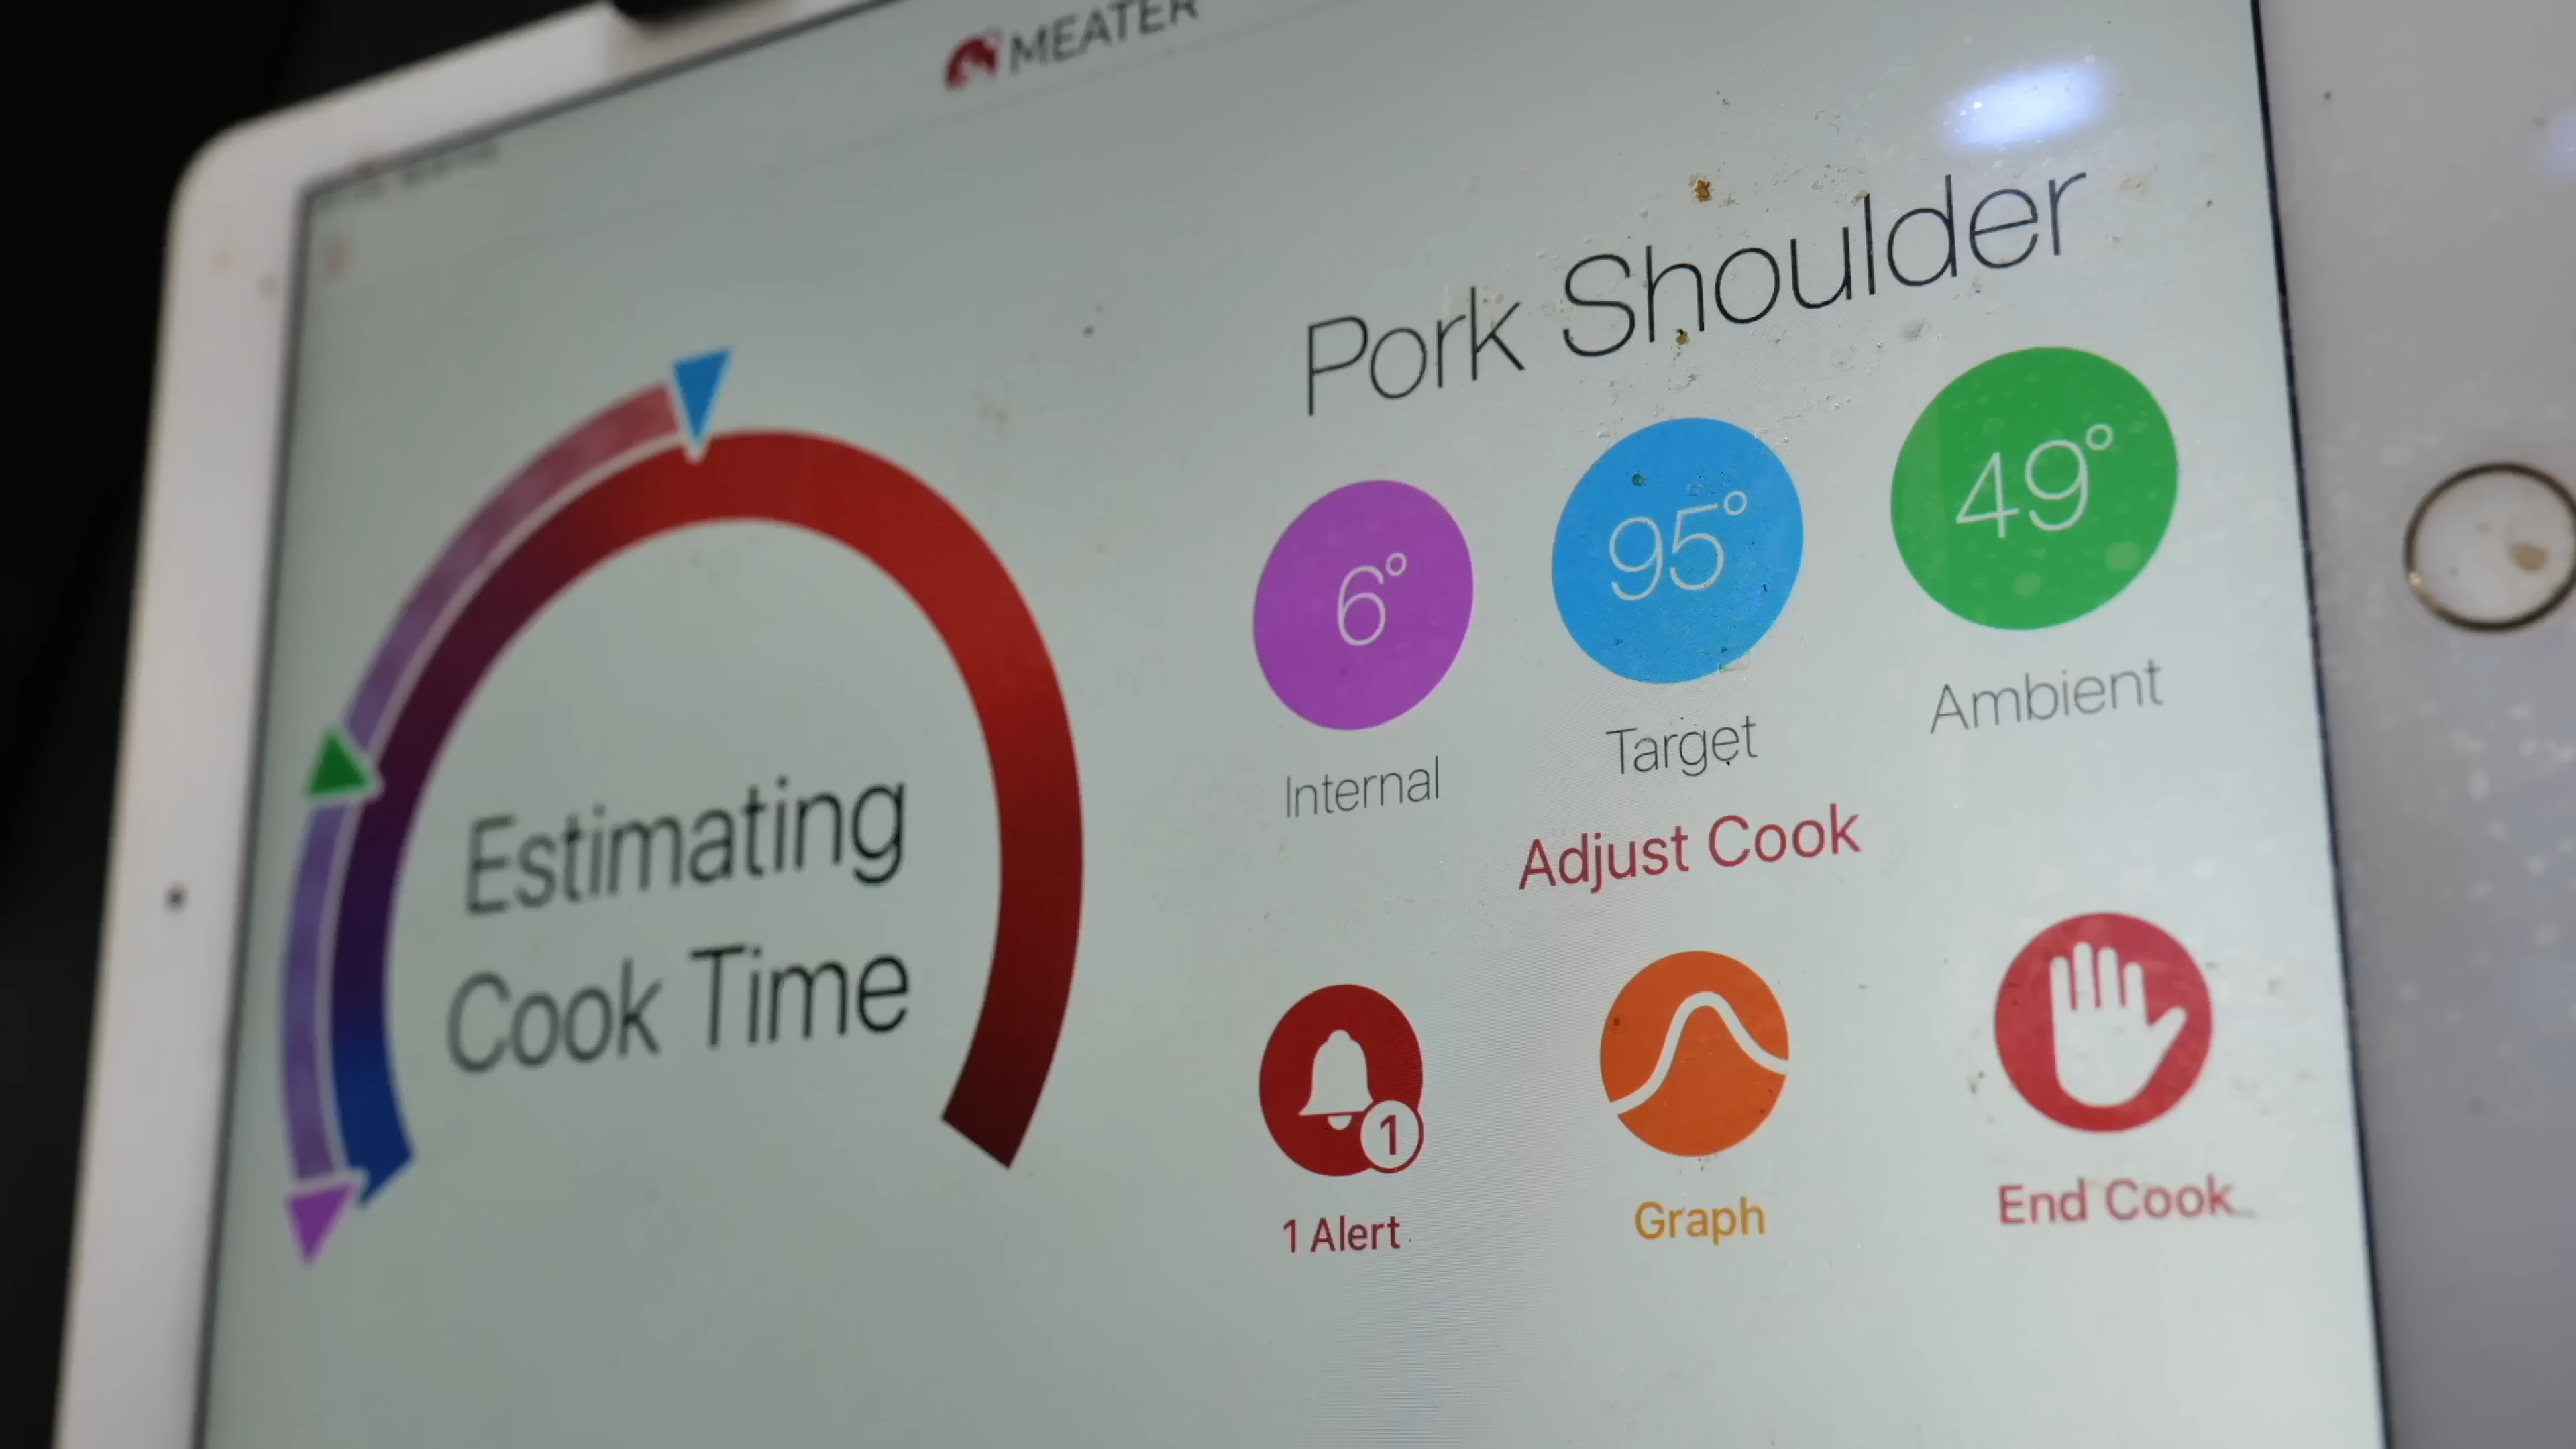 MEATER
Pork Shoulder
6°
95°
49°
Internal
Target
Ambient
Adjust Cook
Estimating
Cook Time
1
1 Alert
Graph
End Cook